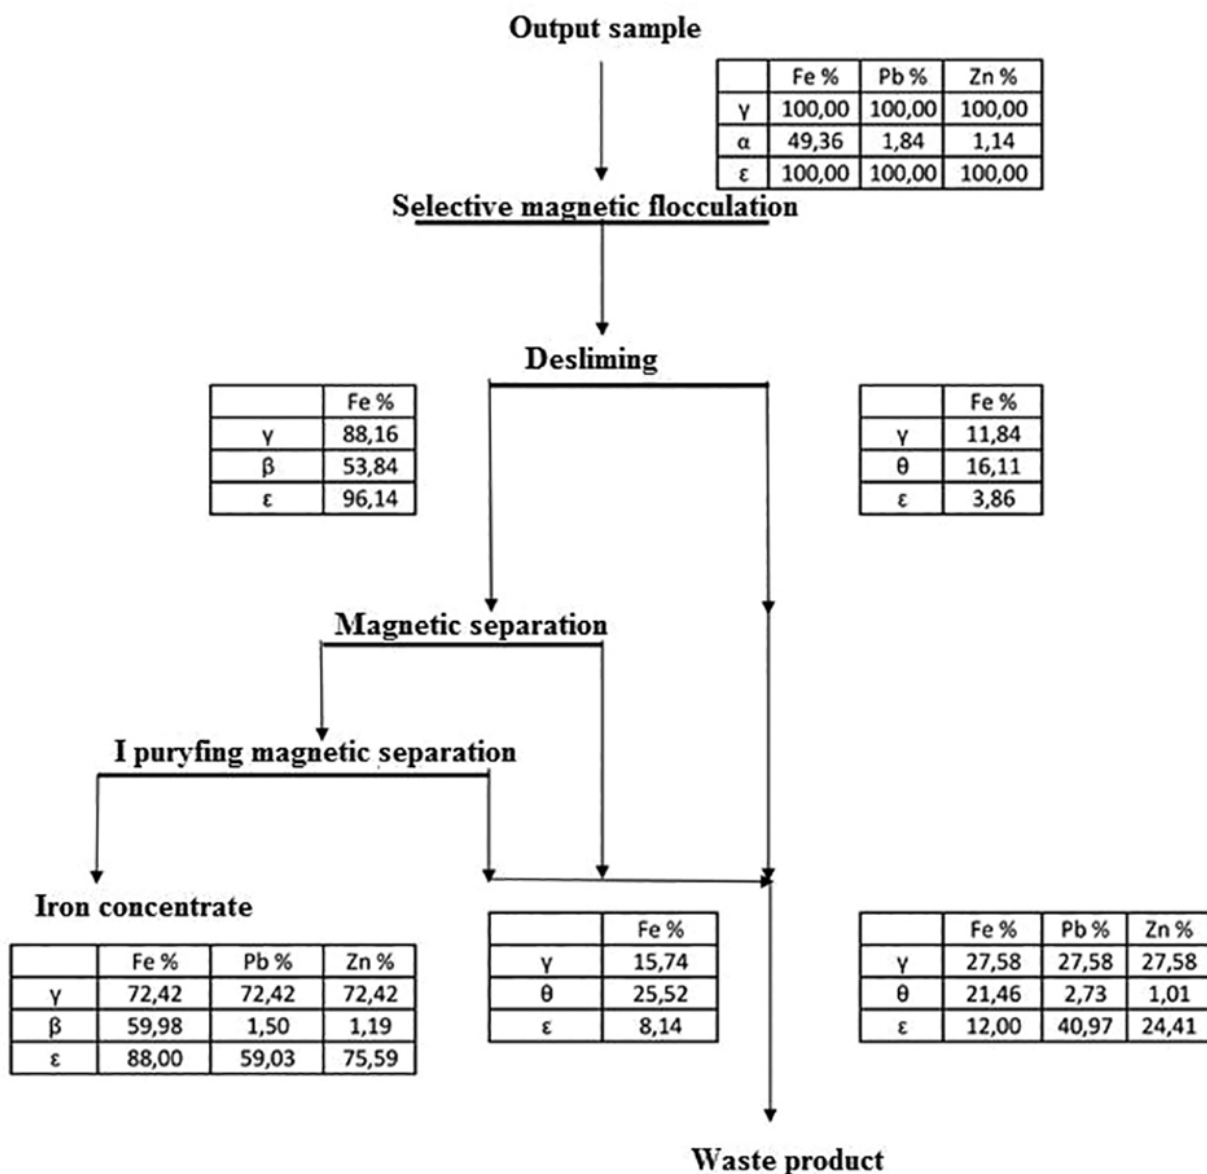 Output sample
Fe % Pb % Zn %
γ 100,00 100,00 100,00
α 49,36 1,84 1,14
ε 100,00 100,00 100,00
Selective magnetic flocculation
Desliming
Fe %
γ 88,16
β 53,84
ε 96,14
Fe %
γ 11,84
θ 16,11
ε 3,86
Magnetic separation
I puryfing magnetic separation
Iron concentrate
Fe % Pb % Zn %
γ 72,42 72,42 72,42
β 59,98 1,50 1,19
ε 88,00 59,03 75,59
Fe %
γ 15,74
θ 25,52
ε 8,14
Fe % Pb % Zn %
γ 27,58 27,58 27,58
θ 21,46 2,73 1,01
ε 12,00 40,97 24,41
Waste product